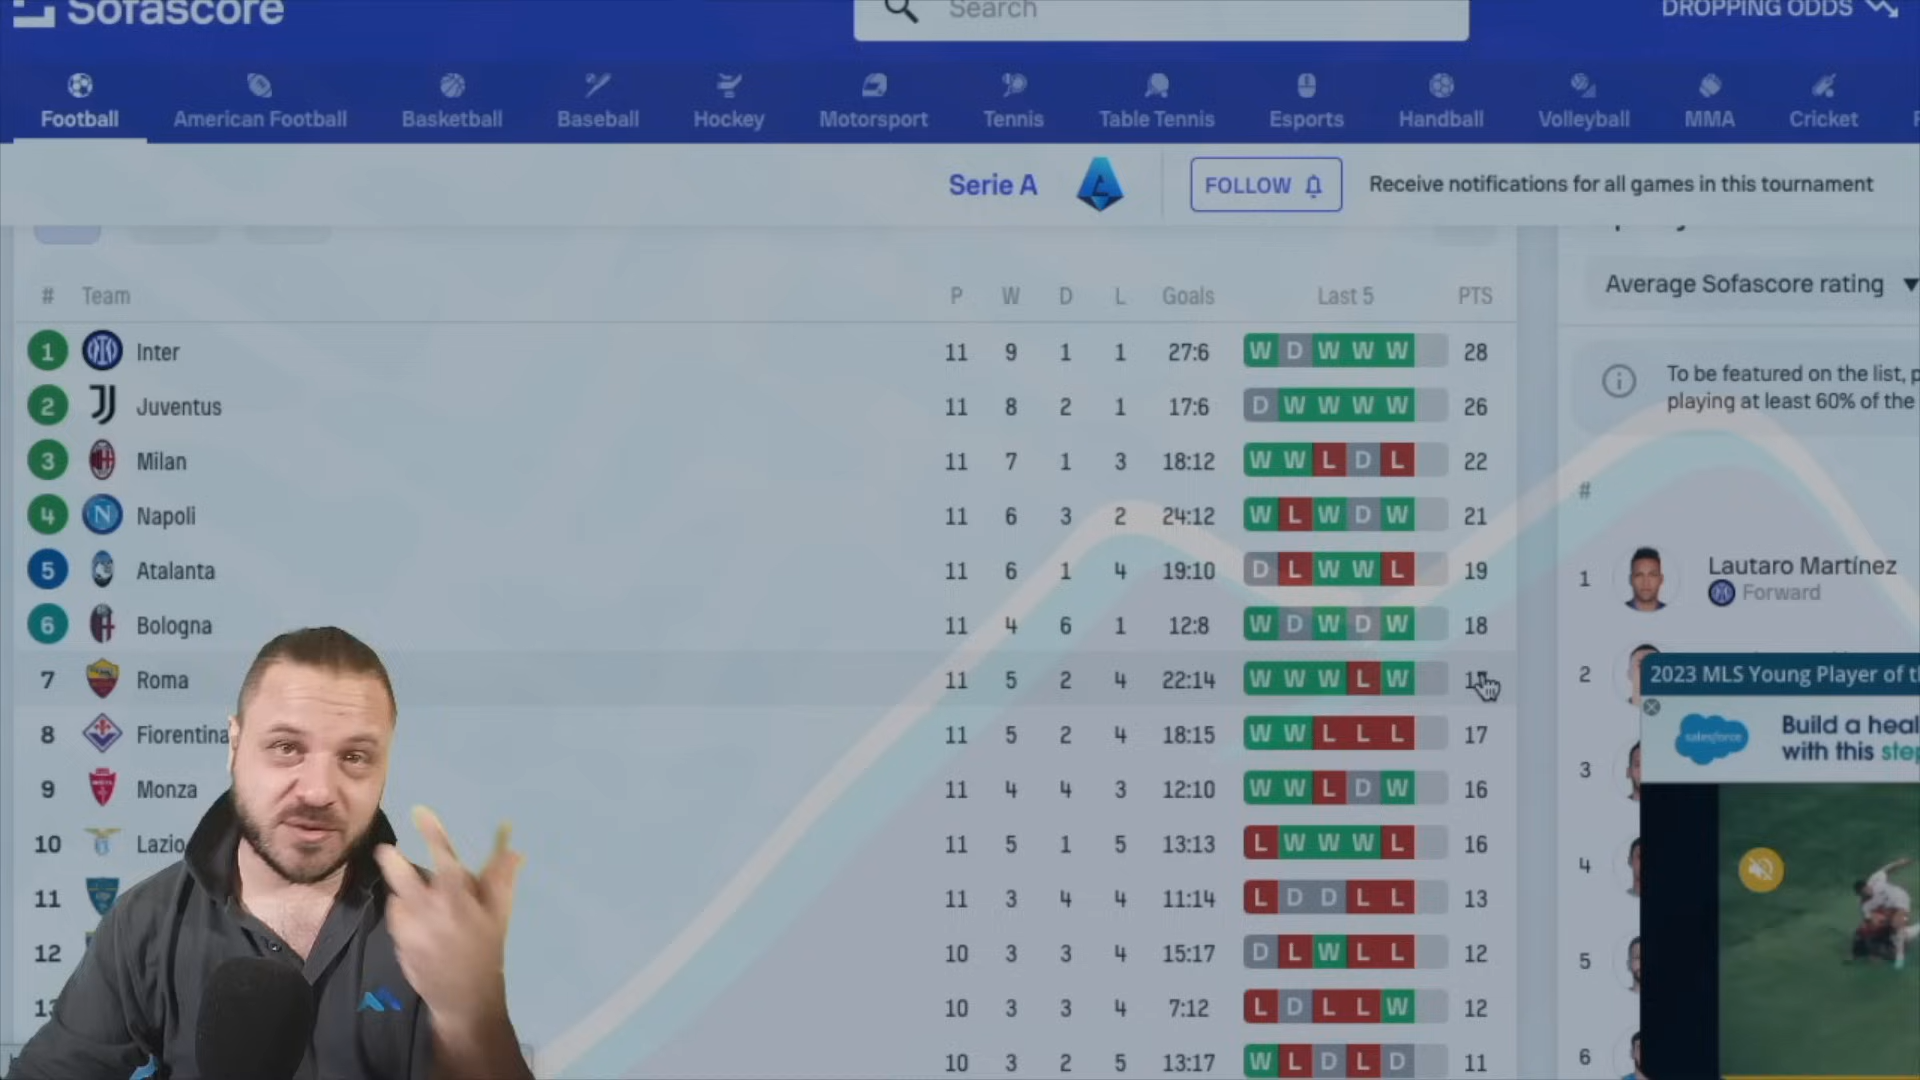 Sofascore
Search
DROPPING ODDS
Football American Football Basketball Baseball Hockey Motorsport Tennis Table Tennis Esports Handball Volleyball MMA Cricket
Serie A FOLLOW Receive notifications for all games in this tournament
# Team P W D L Goals Last 5 PTS
1 Inter 11 9 1 1 27:6 W D W W W 28
2 Juventus 11 8 2 1 17:6 D W W W W 26
3 Milan 11 7 1 3 18:12 W W L D L 22
4 N Napoli 11 6 3 2 24:12 W L W D W 21
5 Atalanta 11 6 1 4 19:10 D L W W L 19
6 Bologna 11 4 6 1 12:8 W D W D W 18
7 Roma 11 5 2 4 22:14 W W W L W
8 Fiorentina 11 5 2 4 18:15 W W L L L 17
9 Monza 11 4 4 3 12:10 W W L D W 16
10 Lazio 11 5 1 5 13:13 L W W W L 16
11 11 3 4 4 11:14 L D D L L 13
12 10 3 3 4 15:17 D L W L L 12
13 10 3 3 4 7:12 L D L L W 12
10 3 2 5 13:17 W L D L D 11
Average Sofascore rating
To be featured on the list, p
playing at least 60% of the
#
1 Lautaro Martínez
Forward
2
3
4
5
6
2023 MLS Young Player of th
salesforce
Build a heal
with this step